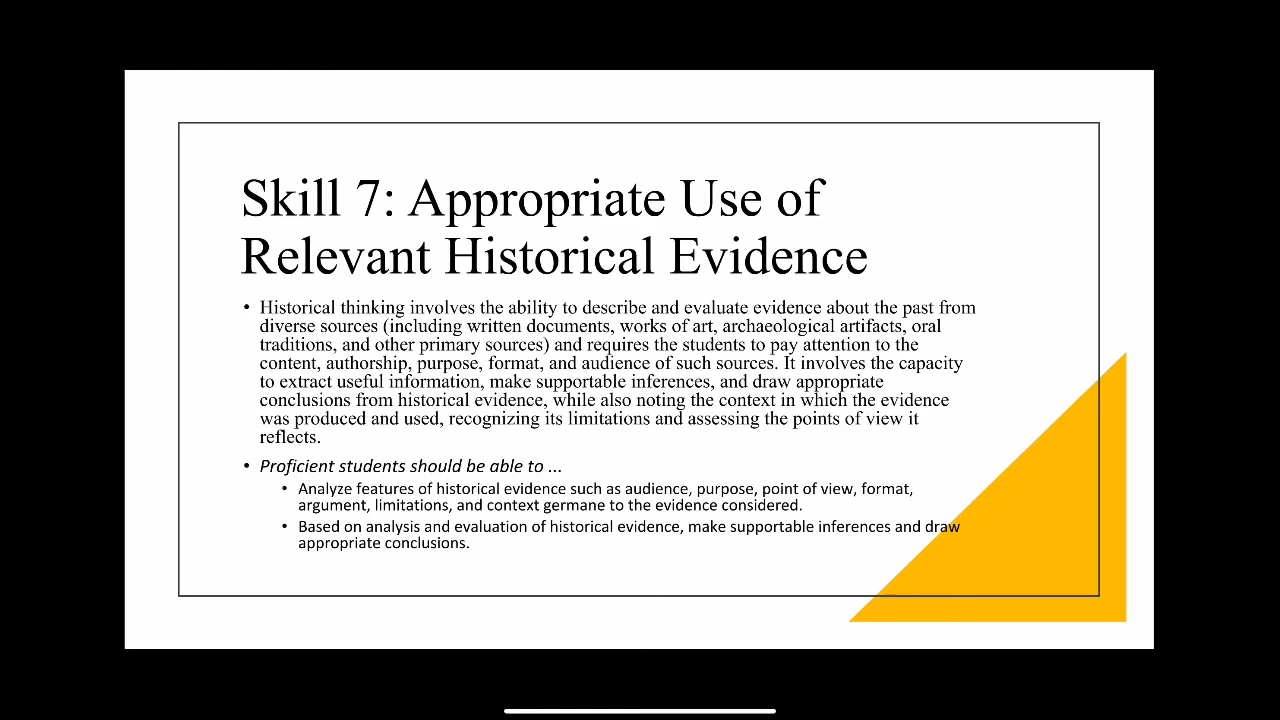 Skill 7: Appropriate Use of
Relevant Historical Evidence
• Historical thinking involves the ability to describe and evaluate evidence about the past from
diverse sources (including written documents, works of art, archaeological artifacts, oral
traditions, and other primary sources) and requires the students to pay attention to the
content, authorship, purpose, format, and audience of such sources. It involves the capacity
to extract useful information, make supportable inferences, and draw appropriate
conclusions from historical evidence, while also noting the context in which the evidence
was produced and used, recognizing its limitations and assessing the points of view it
reflects.
• Proficient students should be able to ...
• Analyze features of historical evidence such as audience, purpose, point of view, format,
argument, limitations, and context germane to the evidence considered.
• Based on analysis and evaluation of historical evidence, make supportable inferences and draw
appropriate conclusions.